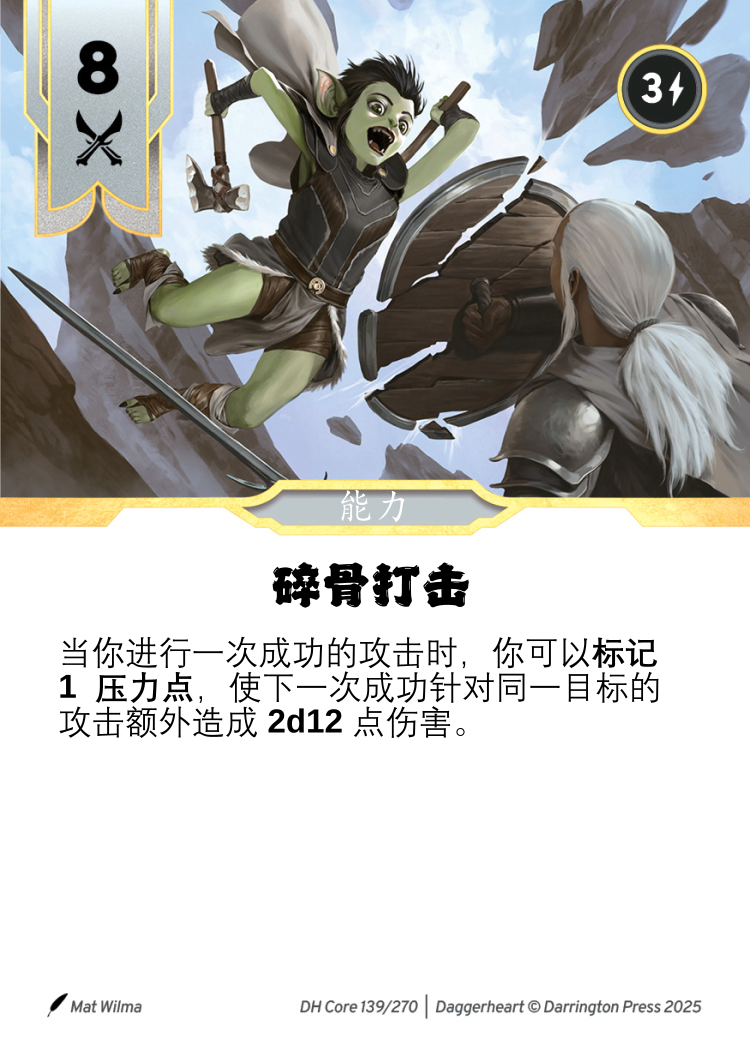 8
3
能力
碎骨打击
当你进行一次成功的攻击时，你可以标记
1 压力点，使下一次成功针对同一目标的
攻击额外造成 2d12 点伤害。
Mat Wilma
DH Core 139/270 | Daggerheart © Darrington Press 2025